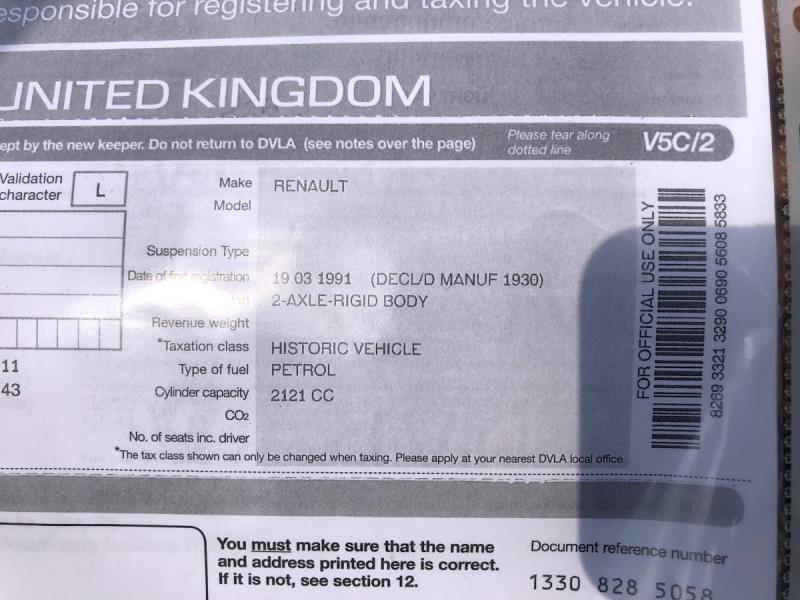 esponsible for registering and taxing the vehicle.
UNITED KINGDOM
ept by the new keeper. Do not return to DVLA (see notes over the page)
Please tear along
dotted line
V5C/2
Validation
character
L
Make RENAULT
Model
Suspension Type
Date of first registration 19 03 1991 (DECL/D MANUF 1930)
2-AXLE-RIGID BODY
Revenue weight
*Taxation class HISTORIC VEHICLE
11
Type of fuel PETROL
43
Cylinder capacity 2121 CC
CO2
No. of seats inc. driver
*The tax class shown can only be changed when taxing. Please apply at your nearest DVLA local office.
FOR OFFICIAL USE ONLY
8269 3321 3290 0690 5608 5833
You must make sure that the name
and address printed here is correct.
If it is not, see section 12.
Document reference number
1330 828 5058